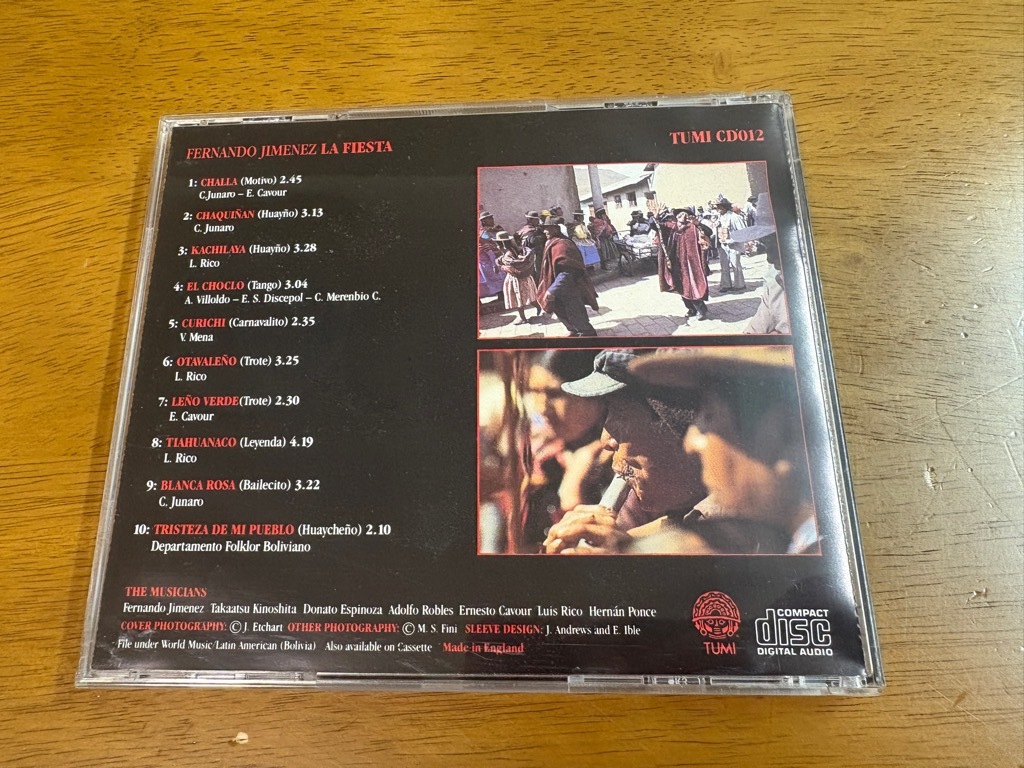 FERNANDO JIMENEZ LA FIESTA
TUMI CD012
1: CHALLA (Motivo) 2.45
C.Junaro – E. Cavour
2: CHAQUIÑAN (Huayño) 3.13
C. Junaro
3: KACHILAYA (Huayño) 3.28
L. Rico
4: EL CHOCLO (Tango) 3.04
A. Villoldo – E. S. Discepol – C. Merenbio C.
5: CURICHI (Carnavalito) 2.35
V. Mena
6: OTAVALEÑO (Trote) 3.25
L. Rico
7: LEÑO VERDE(Trote) 2.30
E. Cavour
8: TIAHUANACO (Leyenda) 4.19
L. Rico
9: BLANCA ROSA (Bailecito) 3.22
C. Junaro
10: TRISTEZA DE MI PUEBLO (Huaycheño) 2.10
Departamento Folklor Boliviano
THE MUSICIANS
Fernando Jimenez Takaatsu Kinoshita Donato Espinoza Adolfo Robles Ernesto Cavour Luis Rico Hernán Ponce
COVER PHOTOGRAPHY: © J. Etchart OTHER PHOTOGRAPHY: © M. S. Fini SLEEVE DESIGN: J. Andrews and E. Ible
File under World Music/Latin American (Bolivia) Also available on Cassette Made in England
TUMI
COMPACT
disc
DIGITAL AUDIO